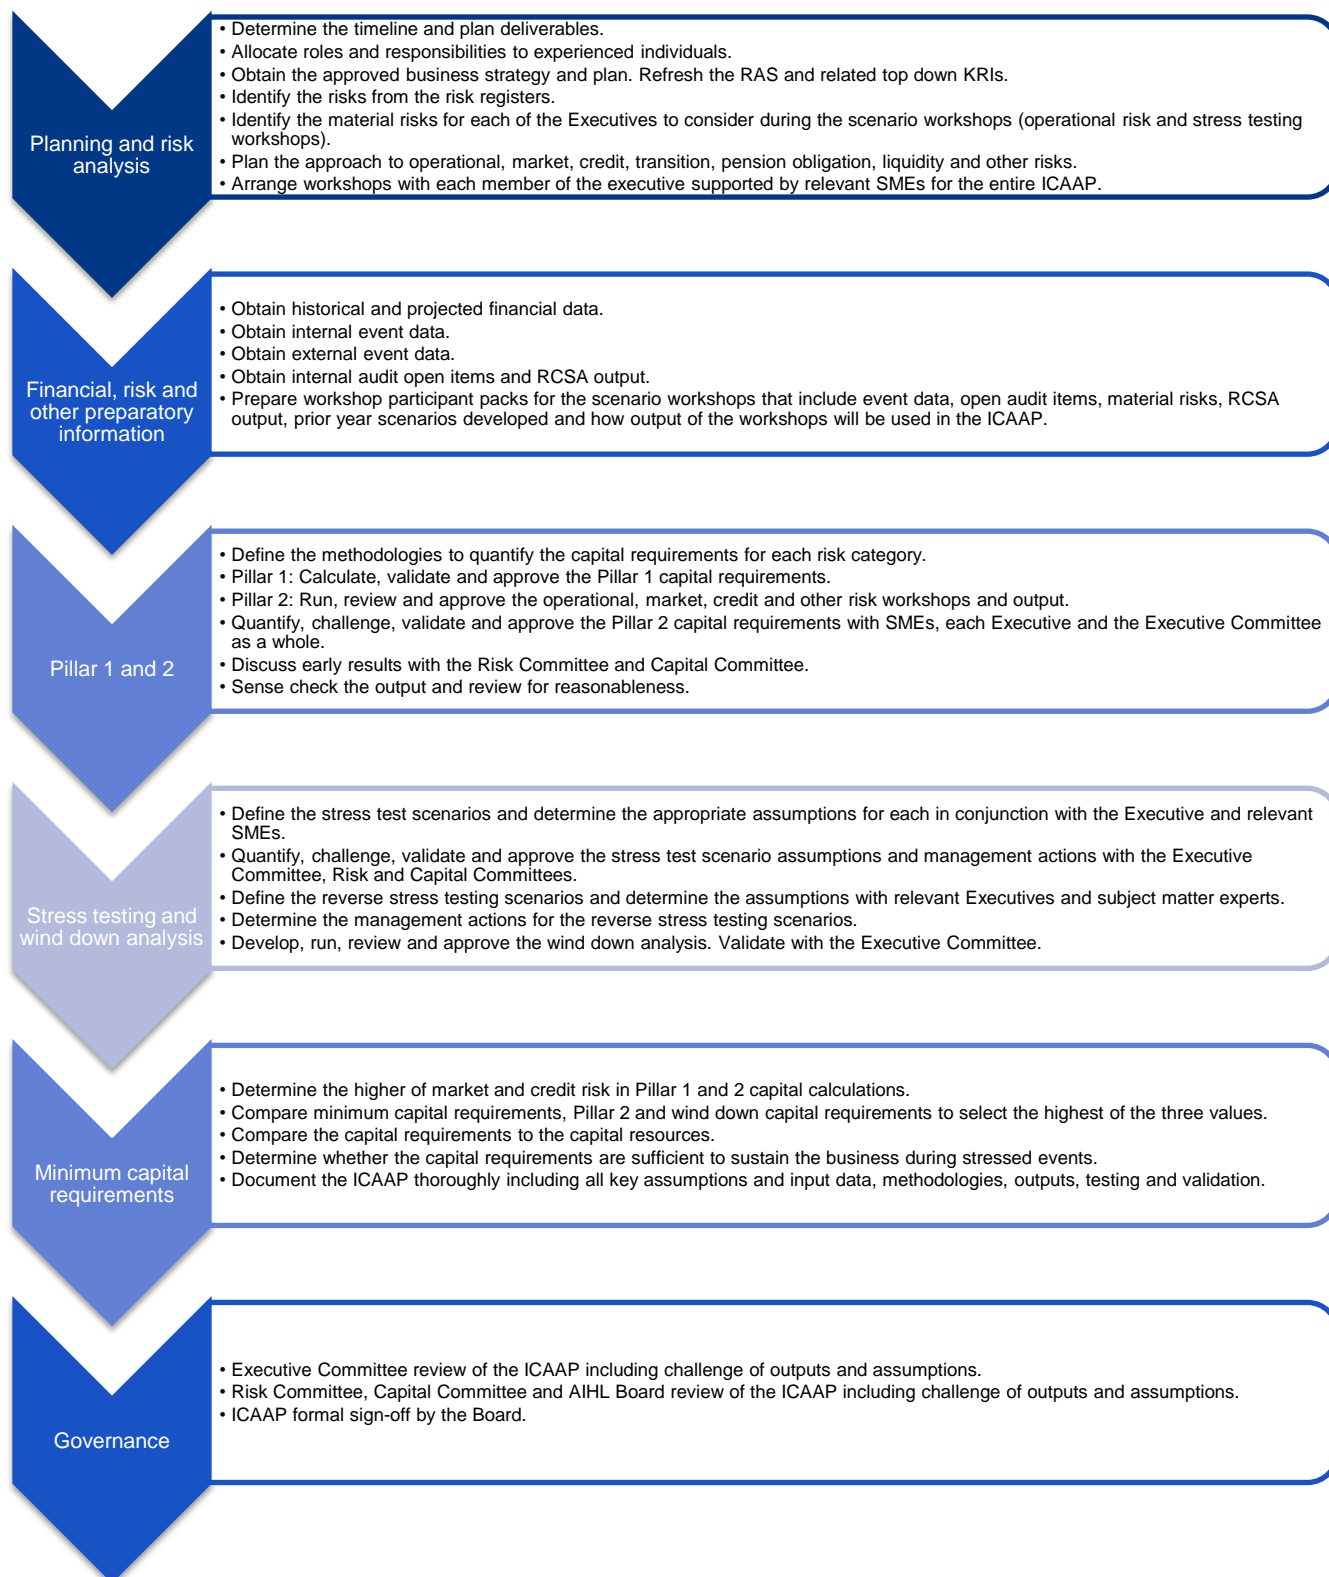 Planning and risk
analysis
• Determine the timeline and plan deliverables.
• Allocate roles and responsibilities to experienced individuals.
• Obtain the approved business strategy and plan. Refresh the RAS and related top down KRIs.
• Identify the risks from the risk registers.
• Identify the material risks for each of the Executives to consider during the scenario workshops (operational risk and stress testing
workshops).
• Plan the approach to operational, market, credit, transition, pension obligation, liquidity and other risks.
• Arrange workshops with each member of the executive supported by relevant SMEs for the entire ICAAP.
Financial, risk and
other preparatory
information
• Obtain historical and projected financial data.
• Obtain internal event data.
• Obtain external event data.
• Obtain internal audit open items and RCSA output.
• Prepare workshop participant packs for the scenario workshops that include event data, open audit items, material risks, RCSA
output, prior year scenarios developed and how output of the workshops will be used in the ICAAP.
Pillar 1 and 2
• Define the methodologies to quantify the capital requirements for each risk category.
• Pillar 1: Calculate, validate and approve the Pillar 1 capital requirements.
• Pillar 2: Run, review and approve the operational, market, credit and other risk workshops and output.
• Quantify, challenge, validate and approve the Pillar 2 capital requirements with SMEs, each Executive and the Executive Committee
as a whole.
• Discuss early results with the Risk Committee and Capital Committee.
• Sense check the output and review for reasonableness.
Stress testing and
wind down analysis
• Define the stress test scenarios and determine the appropriate assumptions for each in conjunction with the Executive and relevant
SMEs.
• Quantify, challenge, validate and approve the stress test scenario assumptions and management actions with the Executive
Committee, Risk and Capital Committees.
• Define the reverse stress testing scenarios and determine the assumptions with relevant Executives and subject matter experts.
• Determine the management actions for the reverse stress testing scenarios.
• Develop, run, review and approve the wind down analysis. Validate with the Executive Committee.
Minimum capital
requirements
• Determine the higher of market and credit risk in Pillar 1 and 2 capital calculations.
• Compare minimum capital requirements, Pillar 2 and wind down capital requirements to select the highest of the three values.
• Compare the capital requirements to the capital resources.
• Determine whether the capital requirements are sufficient to sustain the business during stressed events.
• Document the ICAAP thoroughly including all key assumptions and input data, methodologies, outputs, testing and validation.
Governance
• Executive Committee review of the ICAAP including challenge of outputs and assumptions.
• Risk Committee, Capital Committee and AIHL Board review of the ICAAP including challenge of outputs and assumptions.
• ICAAP formal sign-off by the Board.